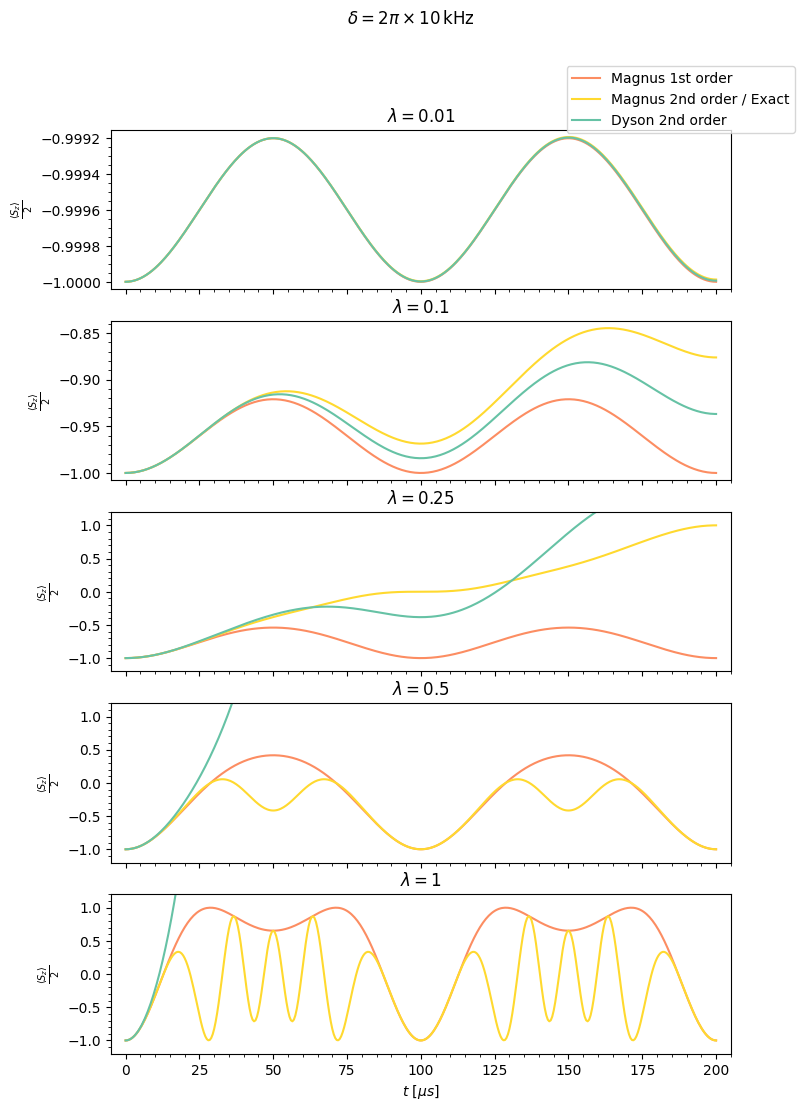 δ = 2π × 10 kHz
Magnus 1st order
Magnus 2nd order / Exact
Dyson 2nd order
λ = 0.01
−0.9992
−0.9994
−0.9996
−0.9998
−1.0000
⟨S_z⟩/2
λ = 0.1
−0.85
−0.90
−0.95
−1.00
⟨S_z⟩/2
λ = 0.25
1.0
0.5
0.0
−0.5
−1.0
⟨S_z⟩/2
λ = 0.5
1.0
0.5
0.0
−0.5
−1.0
⟨S_z⟩/2
λ = 1
1.0
0.5
0.0
−0.5
−1.0
⟨S_z⟩/2
0 25 50 75 100 125 150 175 200
t [μs]